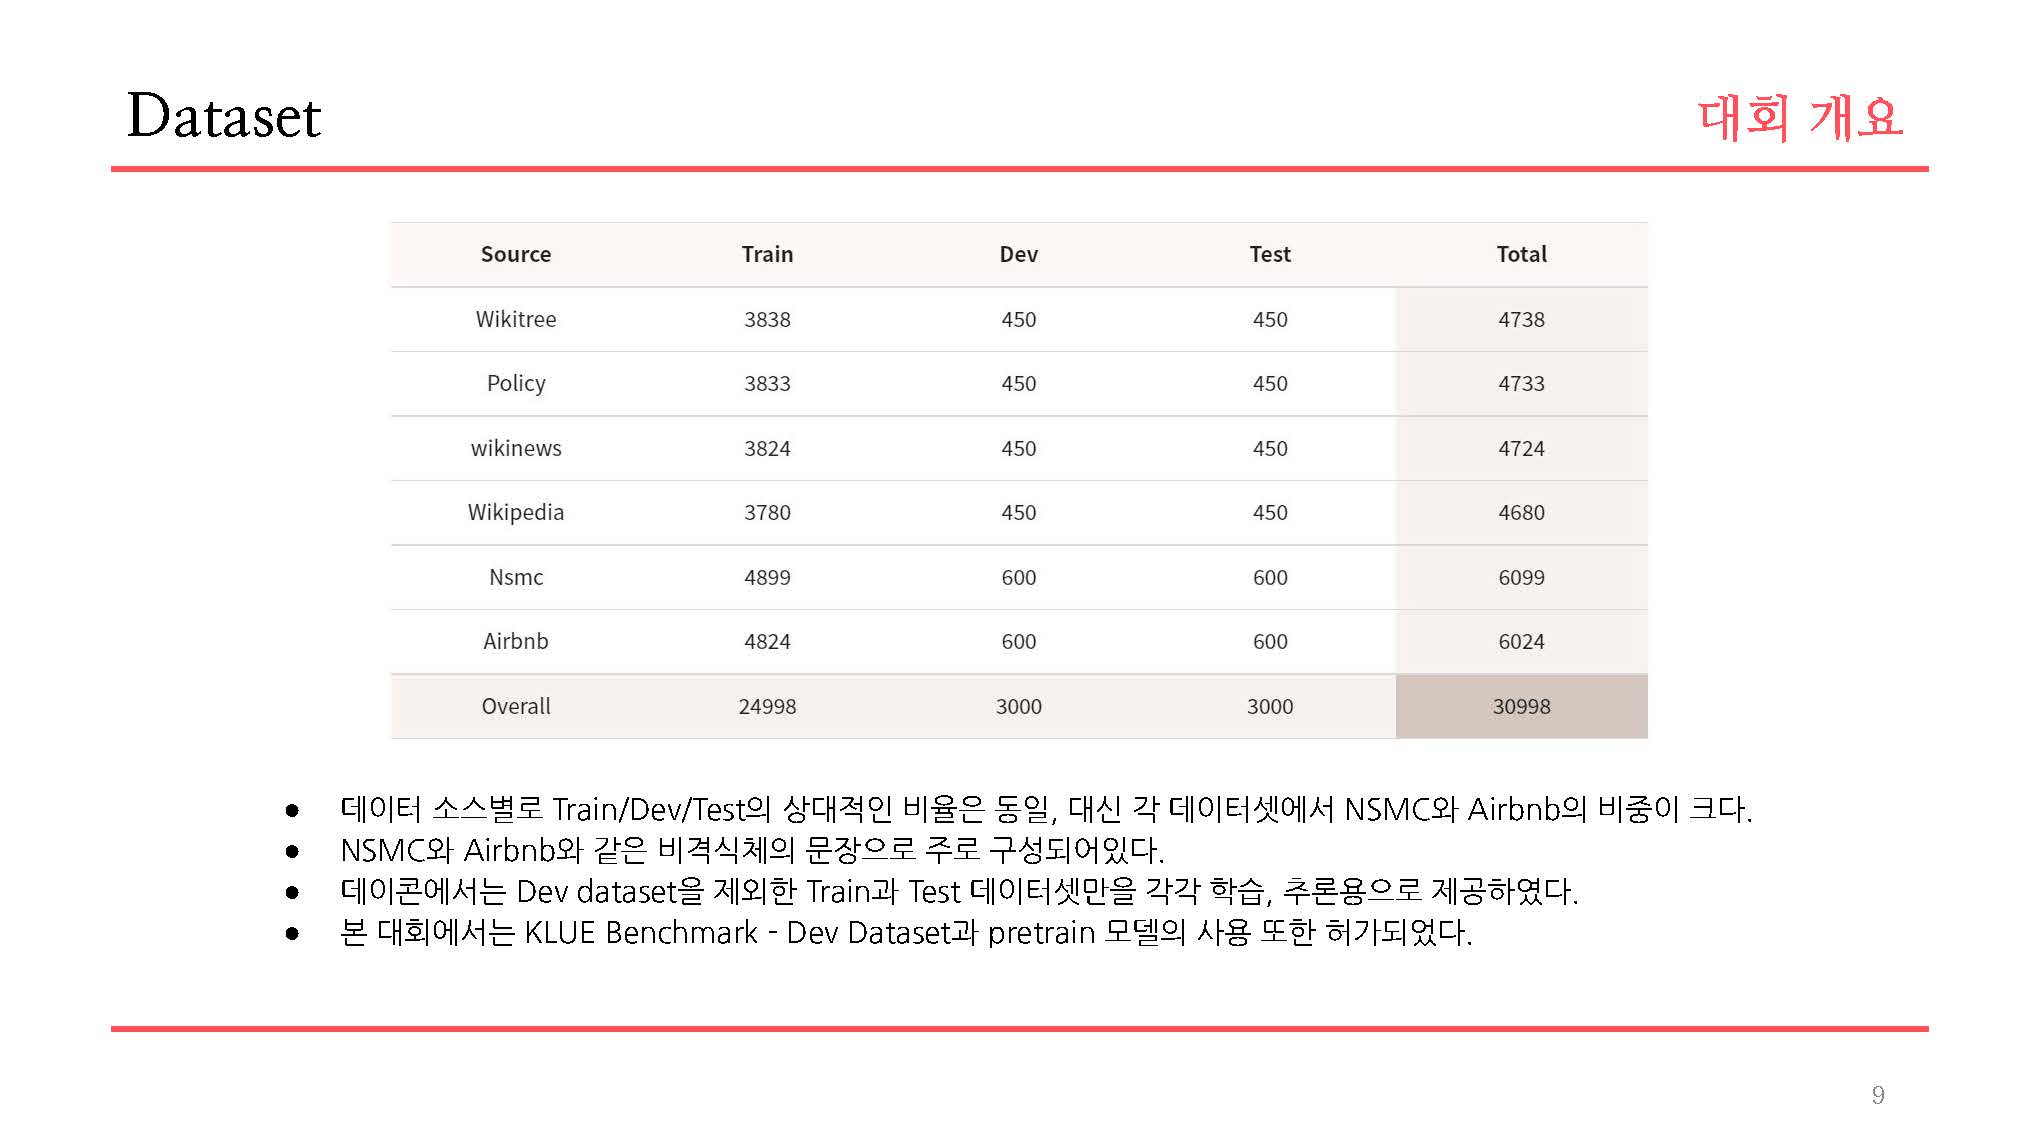 Dataset
대회 개요
Source Train Dev Test Total
Wikitree 3838 450 450 4738
Policy 3833 450 450 4733
wikinews 3824 450 450 4724
Wikipedia 3780 450 450 4680
Nsmc 4899 600 600 6099
Airbnb 4824 600 600 6024
Overall 24998 3000 3000 30998
● 데이터 소스별로 Train/Dev/Test의 상대적인 비율은 동일, 대신 각 데이터셋에서 NSMC와 Airbnb의 비중이 크다.
● NSMC와 Airbnb와 같은 비격식체의 문장으로 주로 구성되어있다.
● 데이콘에서는 Dev dataset을 제외한 Train과 Test 데이터셋만을 각각 학습, 추론용으로 제공하였다.
● 본 대회에서는 KLUE Benchmark - Dev Dataset과 pretrain 모델의 사용 또한 허가되었다.
9